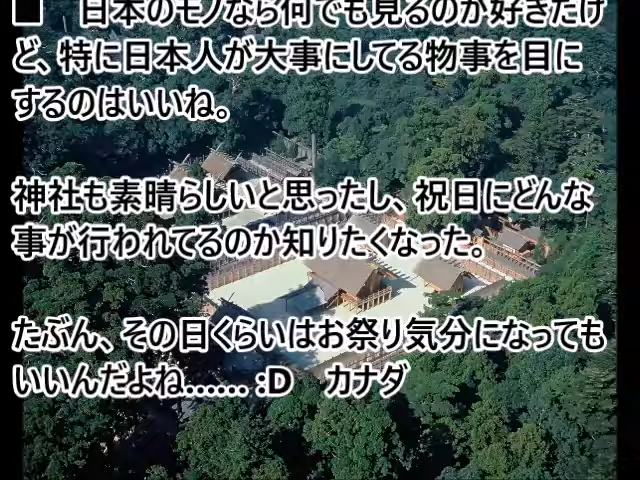 ■　日本のモノなら何でも見るのが好きだけ
ど、特に日本人が大事にしてる物事を目に
するのはいいね。
神社も素晴らしいと思ったし、祝日にどんな
事が行われてるのか知りたくなった。
たぶん、その日くらいはお祭り気分になっても
いいんだよね...... :D　カナダ